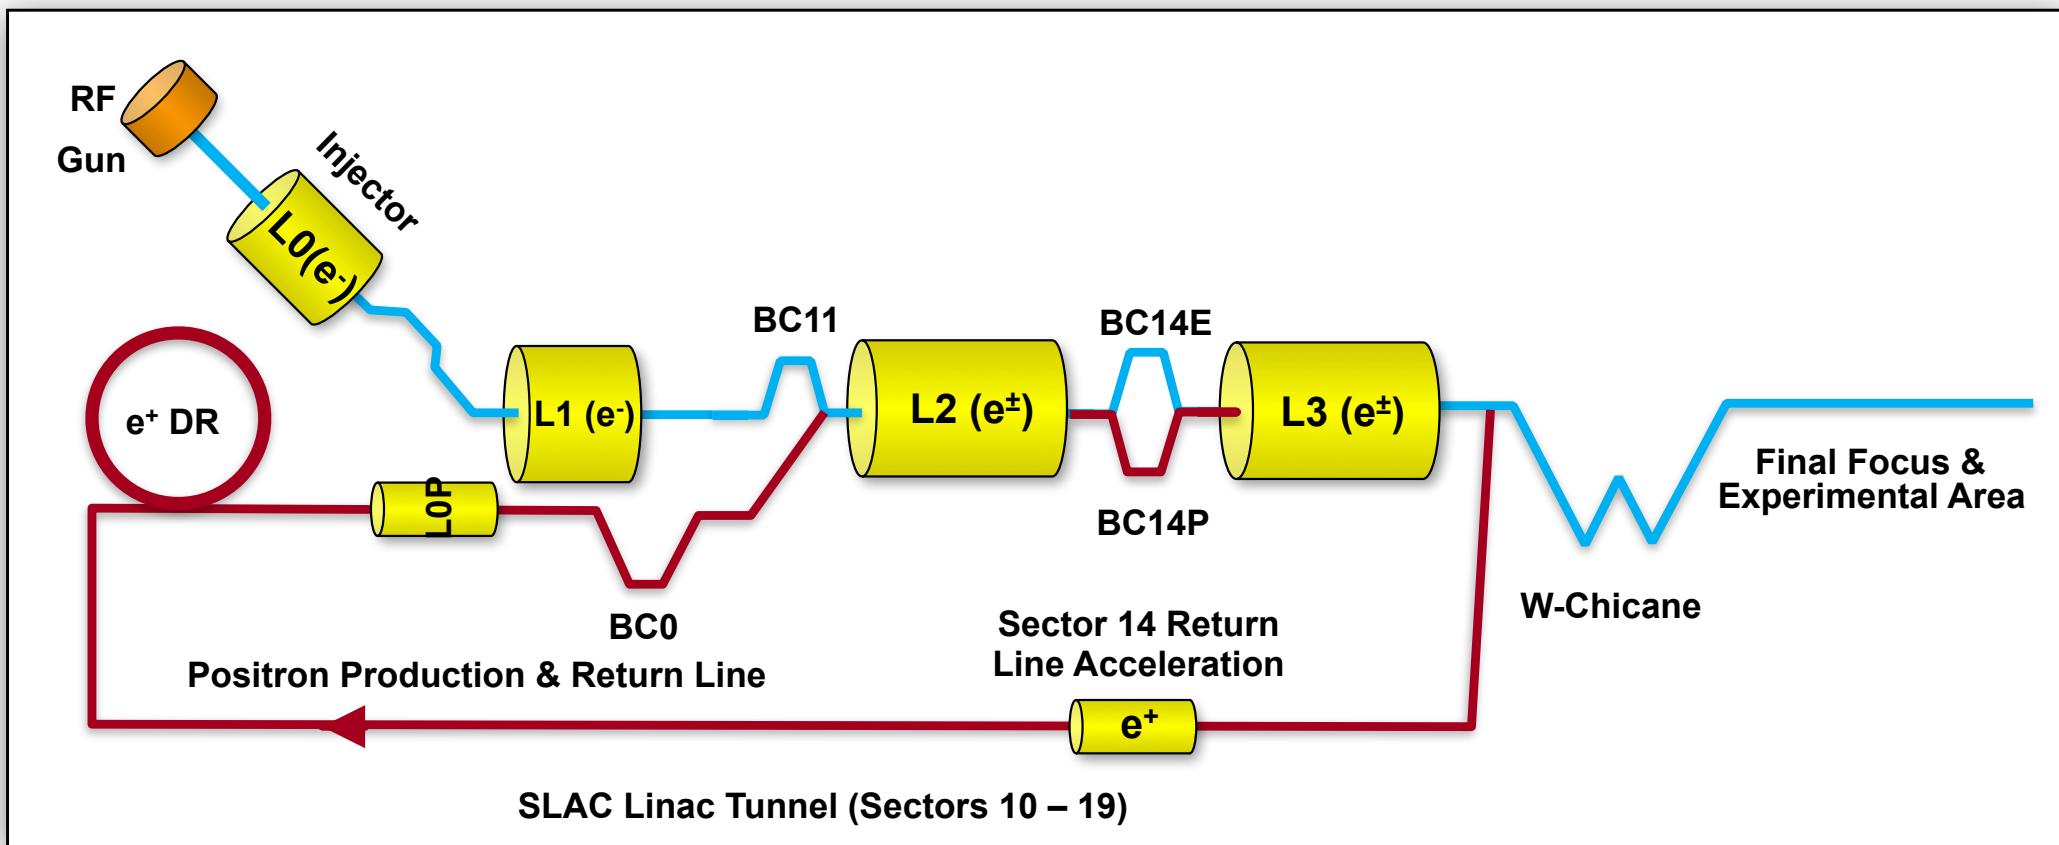 RF
Gun
Injector
L0(e-)
BC11
BC14E
e+ DR
L1 (e-)
L2 (e±)
L3 (e±)
L0P
Final Focus &
Experimental Area
BC14P
W-Chicane
BC0
Sector 14 Return
Line Acceleration
Positron Production & Return Line
e+
SLAC Linac Tunnel (Sectors 10 – 19)